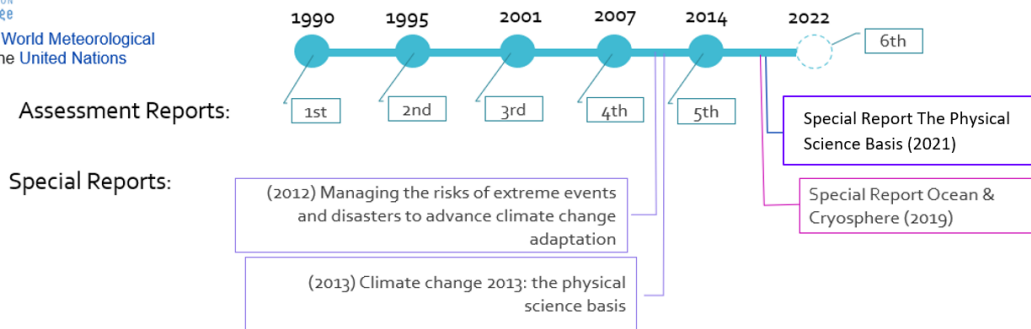 1990 1995 2001 2007 2014 2022
World Meteorological
United Nations
6th
Assessment Reports:
1st 2nd 3rd 4th 5th
Special Report The Physical
Science Basis (2021)
Special Reports:
(2012) Managing the risks of extreme events
and disasters to advance climate change
adaptation
Special Report Ocean &
Cryosphere (2019)
(2013) Climate change 2013: the physical
science basis